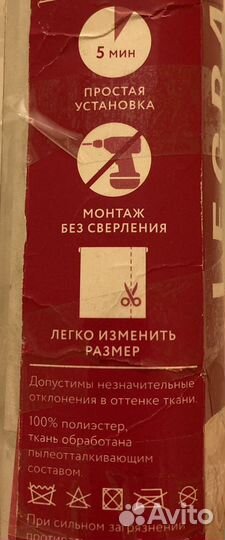 5 МИН
ПРОСТАЯ
УСТАНОВКА
МОНТАЖ
БЕЗ СВЕРЛЕНИЯ
ЛЕГКО ИЗМЕНИТЬ
РАЗМЕР
Допустимы незначительные
отклонения в оттенке ткани.
100% полиэстер,
ткань обработана
пылеотталкивающим
составом.
При сильном загрязнении
Avito